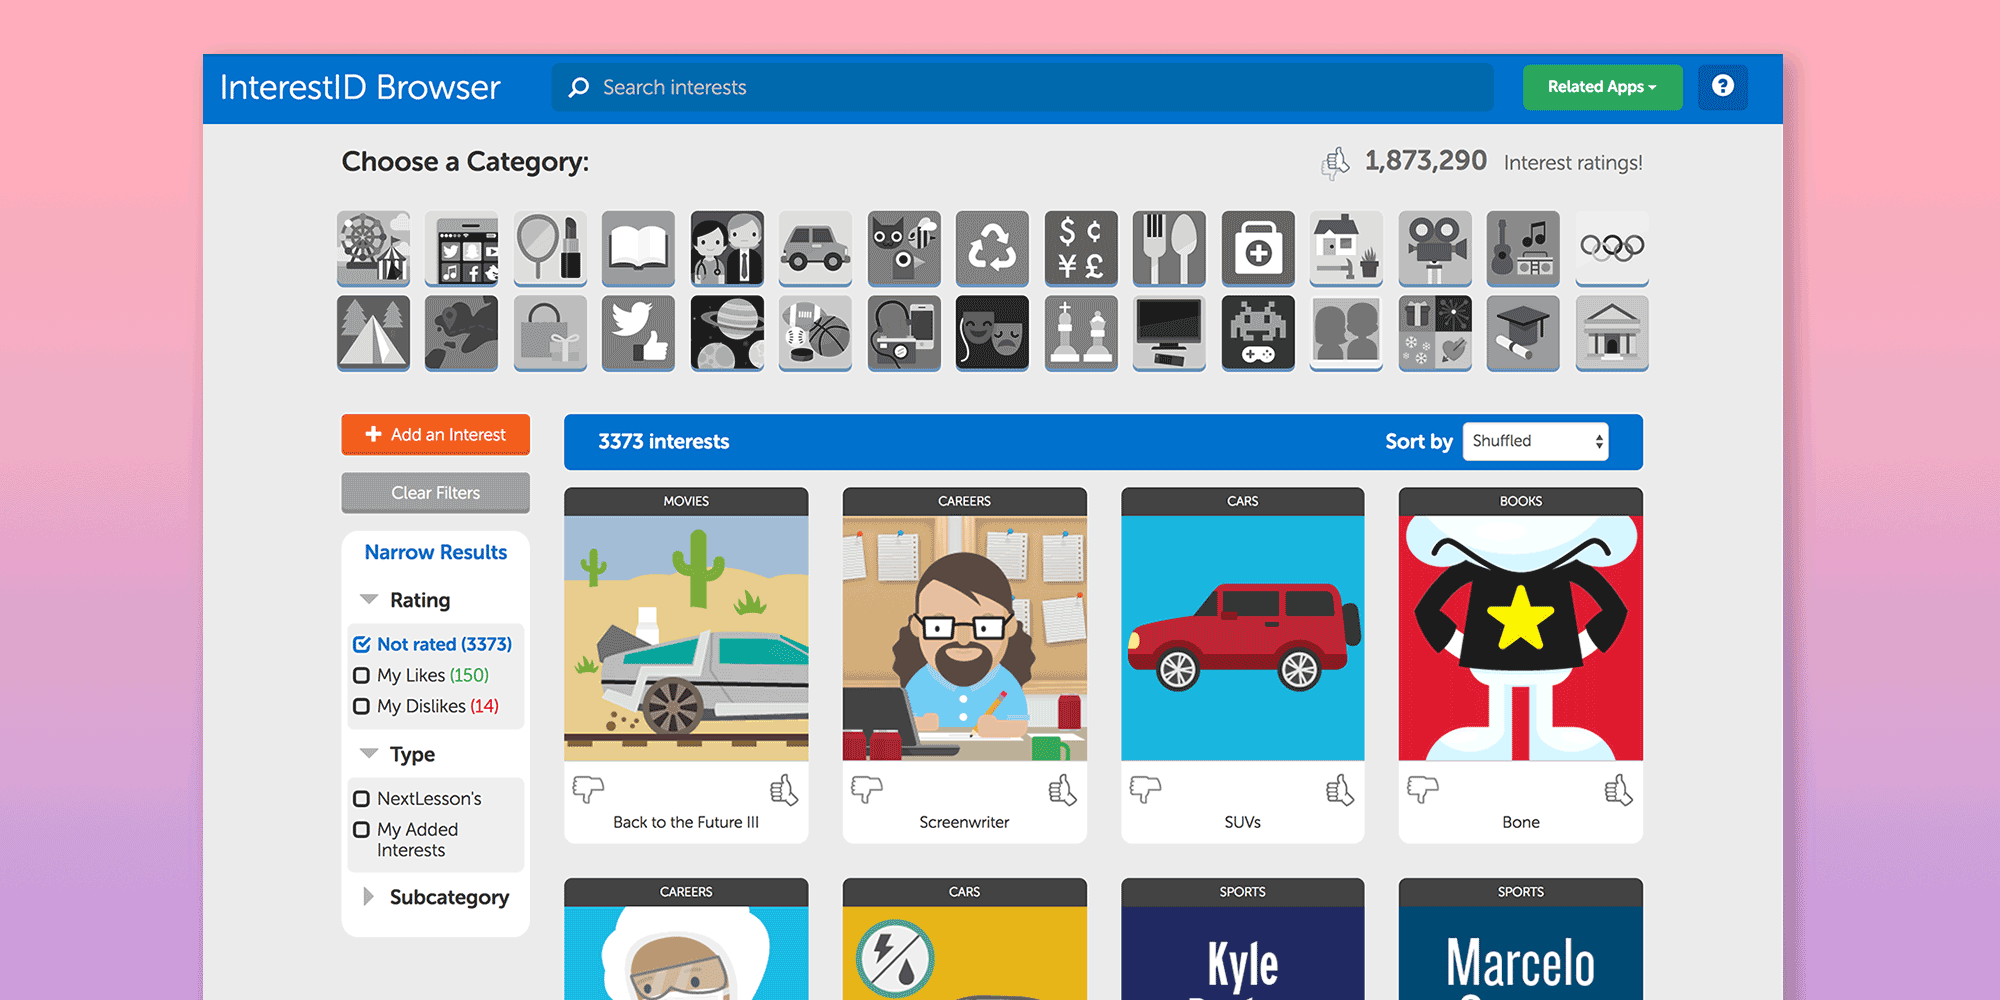 InterestID Browser
Search interests
Related Apps
?
Choose a Category:
1,873,290 Interest ratings!
$ ¢
¥ £
+ Add an Interest
Clear Filters
Narrow Results
Rating
Not rated (3373)
My Likes (150)
My Dislikes (14)
Type
NextLesson's
My Added
Interests
Subcategory
3373 interests
Sort by Shuffled
MOVIES
Back to the Future III
CAREERS
Screenwriter
CARS
SUVs
BOOKS
Bone
CAREERS
CARS
SPORTS
Kyle
SPORTS
Marcelo